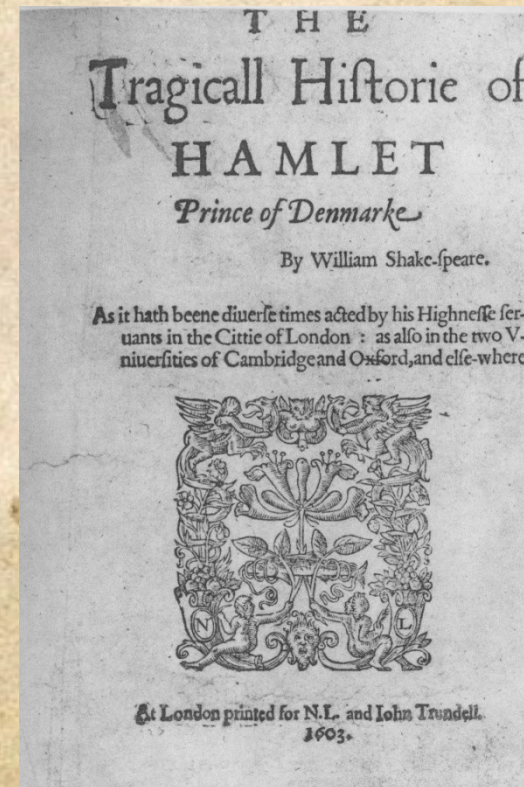 THE
Tragicall Hiſtorie of
HAMLET
Prince of Denmarke
By William Shake-ſpeare.
As it hath beene diuerſe times acted by his Highneſſe ſer-
uants in the Cittie of London : as alſo in the two V-
niuerſities of Cambridge and Oxford, and elſe-where
N L
At London printed for N.L. and Iohn Trundell.
1603.